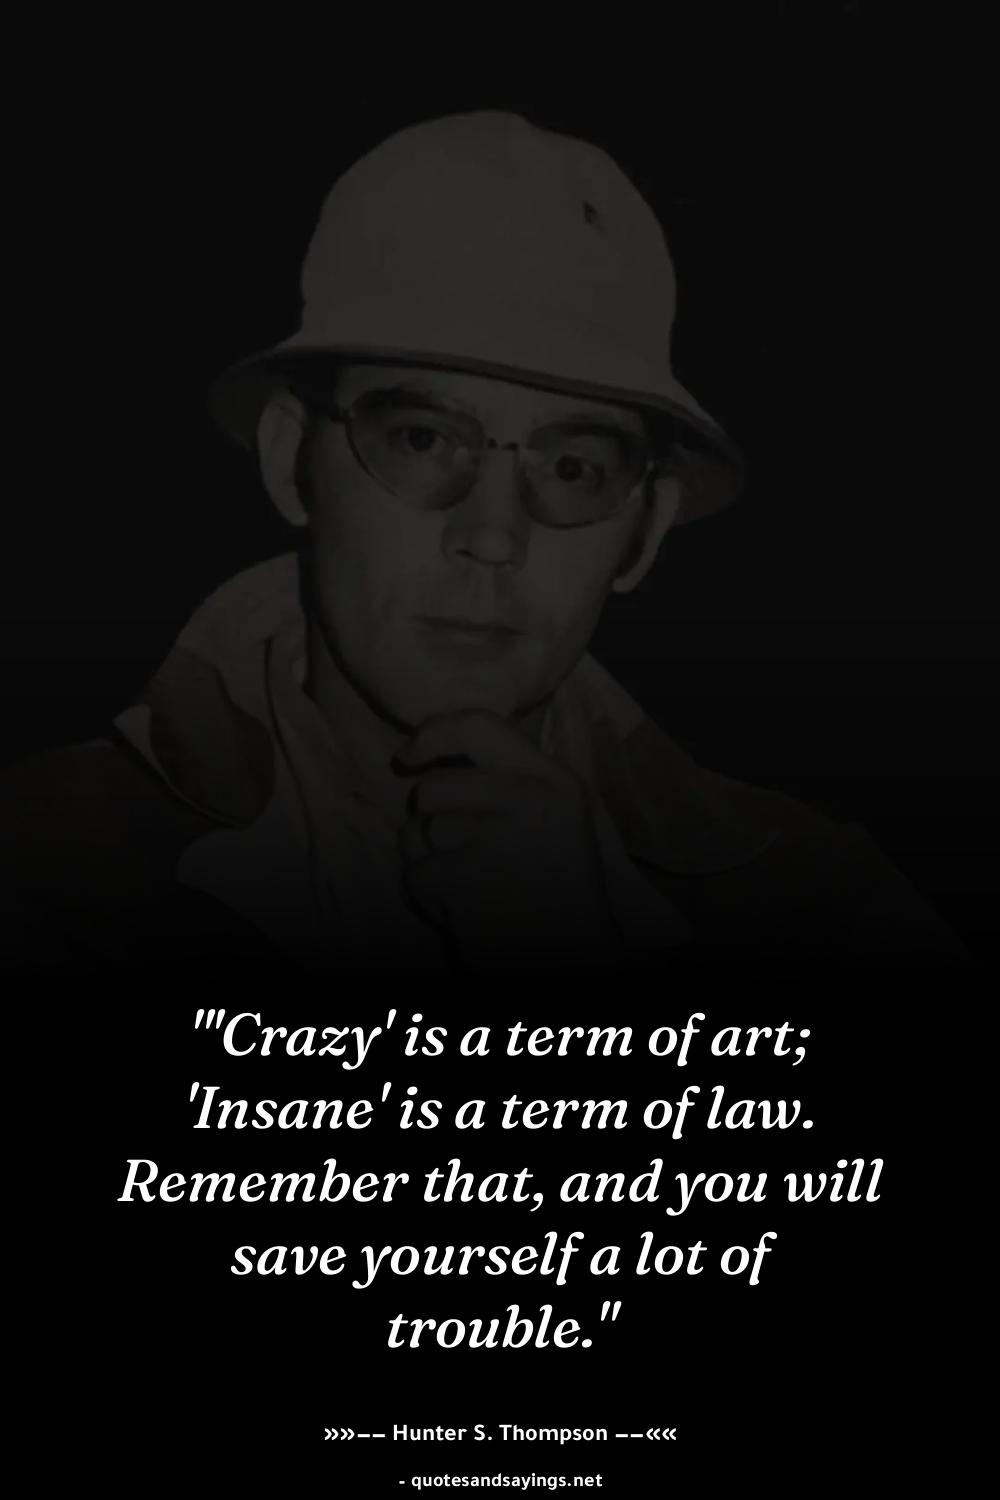 "'Crazy' is a term of art;
'Insane' is a term of law.
Remember that, and you will
save yourself a lot of
trouble."
»»–– Hunter S. Thompson ––««
- quotesandsayings.net